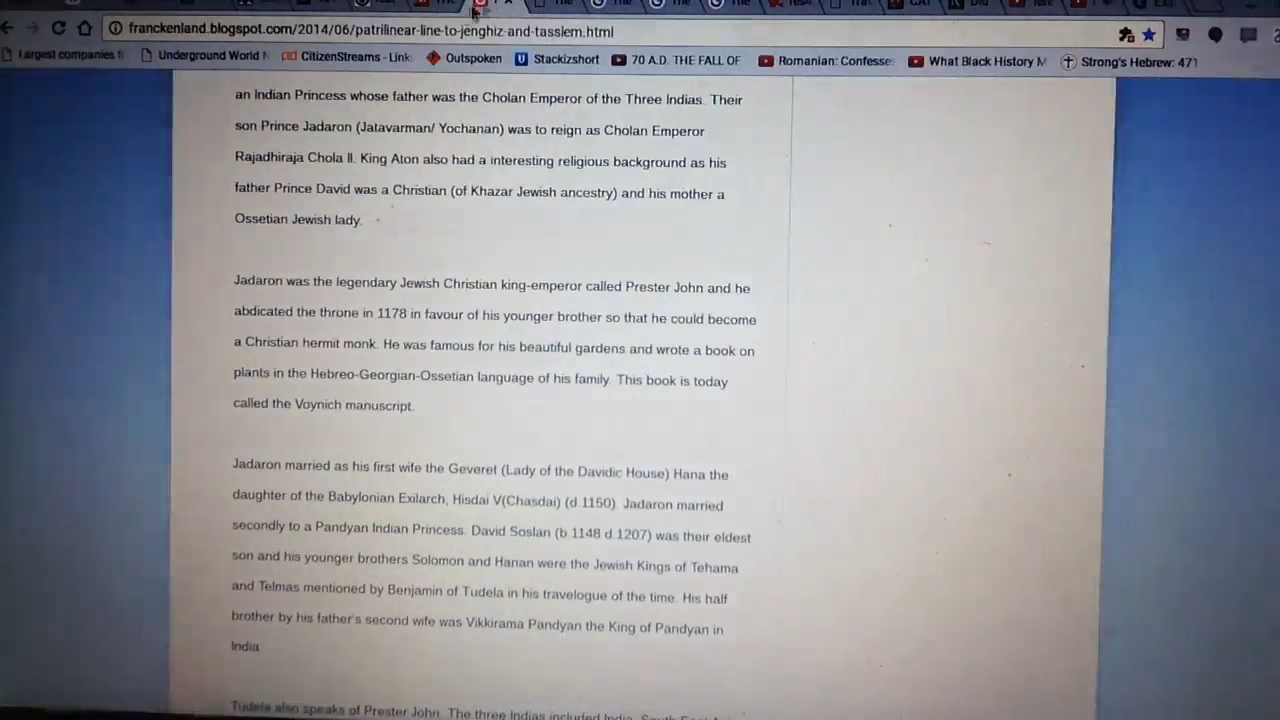 franckenland.blogspot.com/2014/06/patrilinear-line-to-jenghiz-and-tasslem.html
Largest companies Underground World CitizenStreams - Link Outspoken Stackizshort 70 A.D. THE FALL OF Romanian: Confesse What Black History M Strong's Hebrew: 471
an Indian Princess whose father was the Cholan Emperor of the Three Indias. Their
son Prince Jadaron (Jatavarman/ Yochanan) was to reign as Cholan Emperor
Rajadhiraja Chola II. King Aton also had a interesting religious background as his
father Prince David was a Christian (of Khazar Jewish ancestry) and his mother a
Ossetian Jewish lady.
Jadaron was the legendary Jewish Christian king-emperor called Prester John and he
abdicated the throne in 1178 in favour of his younger brother so that he could become
a Christian hermit monk. He was famous for his beautiful gardens and wrote a book on
plants in the Hebreo-Georgian-Ossetian language of his family. This book is today
called the Voynich manuscript.
Jadaron married as his first wife the Geveret (Lady of the Davidic House) Hana the
daughter of the Babylonian Exilarch, Hisdai V(Chasdai) (d 1150). Jadaron married
secondly to a Pandyan Indian Princess. David Soslan (b.1148 d.1207) was their eldest
son and his younger brothers Solomon and Hanan were the Jewish Kings of Tehama
and Telmas mentioned by Benjamin of Tudela in his travelogue of the time. His half
brother by his father's second wife was Vikkirama Pandyan the King of Pandyan in
India.
Tudela also speaks of Prester John. The three Indias included India, South East